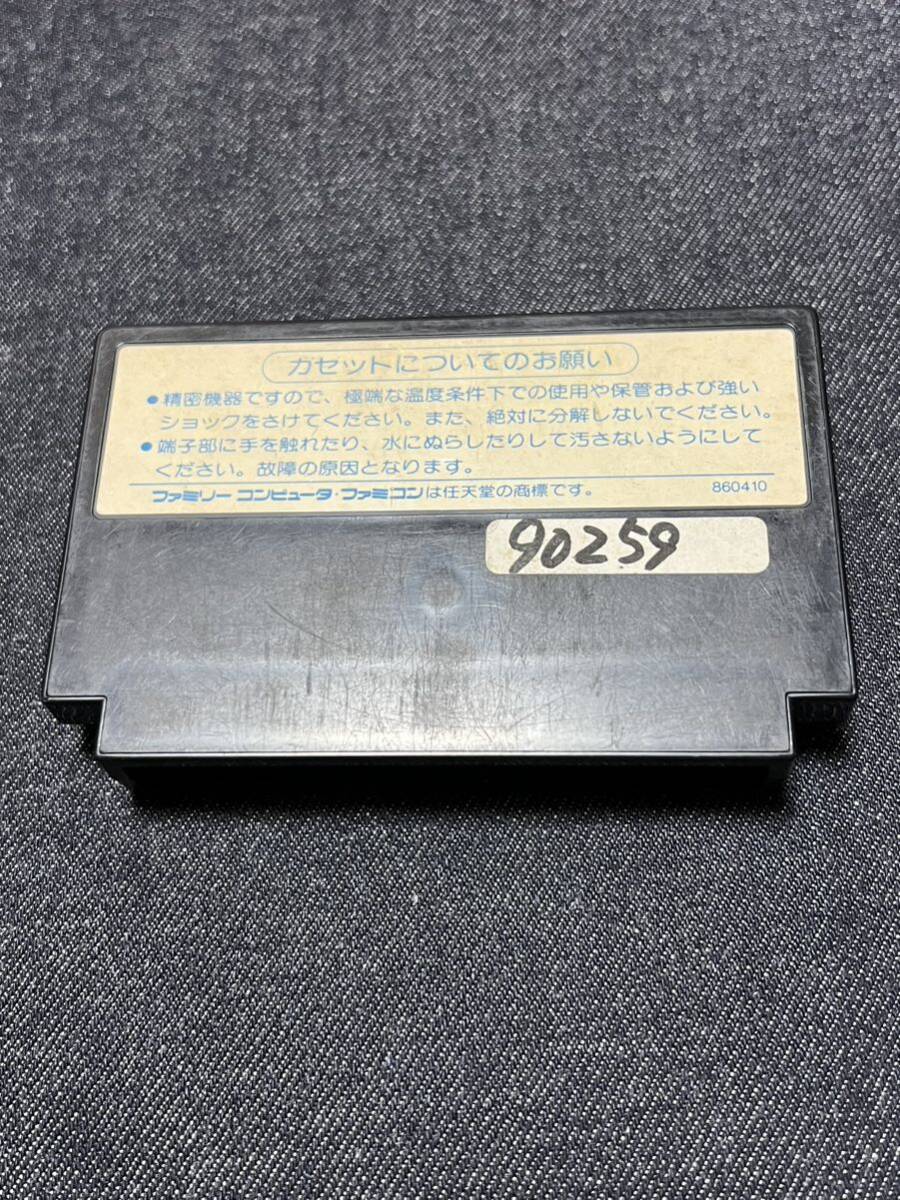 カセットについてのお願い
●精密機器ですので、極端な温度条件下での使用や保管および強い
ショックをさけてください。また、絶対に分解しないでください。
●端子部に手を触れたり、水にぬらしたりして汚さないようにして
ください。故障の原因となります。
ファミリーコンピュータ・ファミコンは任天堂の商標です。 860410
90259